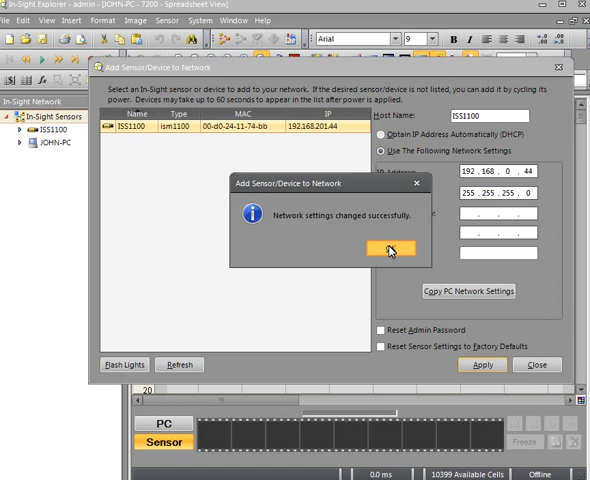 In-Sight Explorer - admin - JOHN-PC - 7200 - Spreadsheet View]
File Edit View Insert Format Image Sensor System Window Help
Arial 9 B I
Add Sensor/Device to Network
Select an In-Sight sensor or device to add to your network. If the desired sensor/device is not listed, you can add it by cycling its
power. Devices may take up to 60 seconds to appear in the list after power is applied.
In-Sight Network
In-Sight Sensors
ISS1100
JOHN-PC
Name Type MAC IP
ISS1100 ism1100 00-d0-24-11-74-bb 192.168.201.44
Host Name: ISS1100
Obtain IP Address Automatically (DHCP)
Use The Following Network Settings
192 . 168 . 0 . 44
255 . 255 . 255 . 0
Add Sensor/Device to Network
Network settings changed successfully.
Copy PC Network Settings
Reset Admin Password
Reset Sensor Settings to Factory Defaults
Flash Lights Refresh Apply Close
20
PC
Sensor
Freeze
0.0 ms 10399 Available Cells Offline